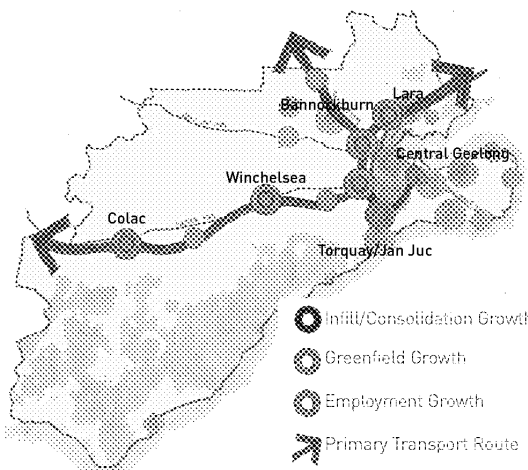 Bannockburn
Lara
Central Geelong
Winchelsea
Colac
Torquay/Jan Juc
Infill/Consolidation Growth
Greenfield Growth
Employment Growth
Primary Transport Route